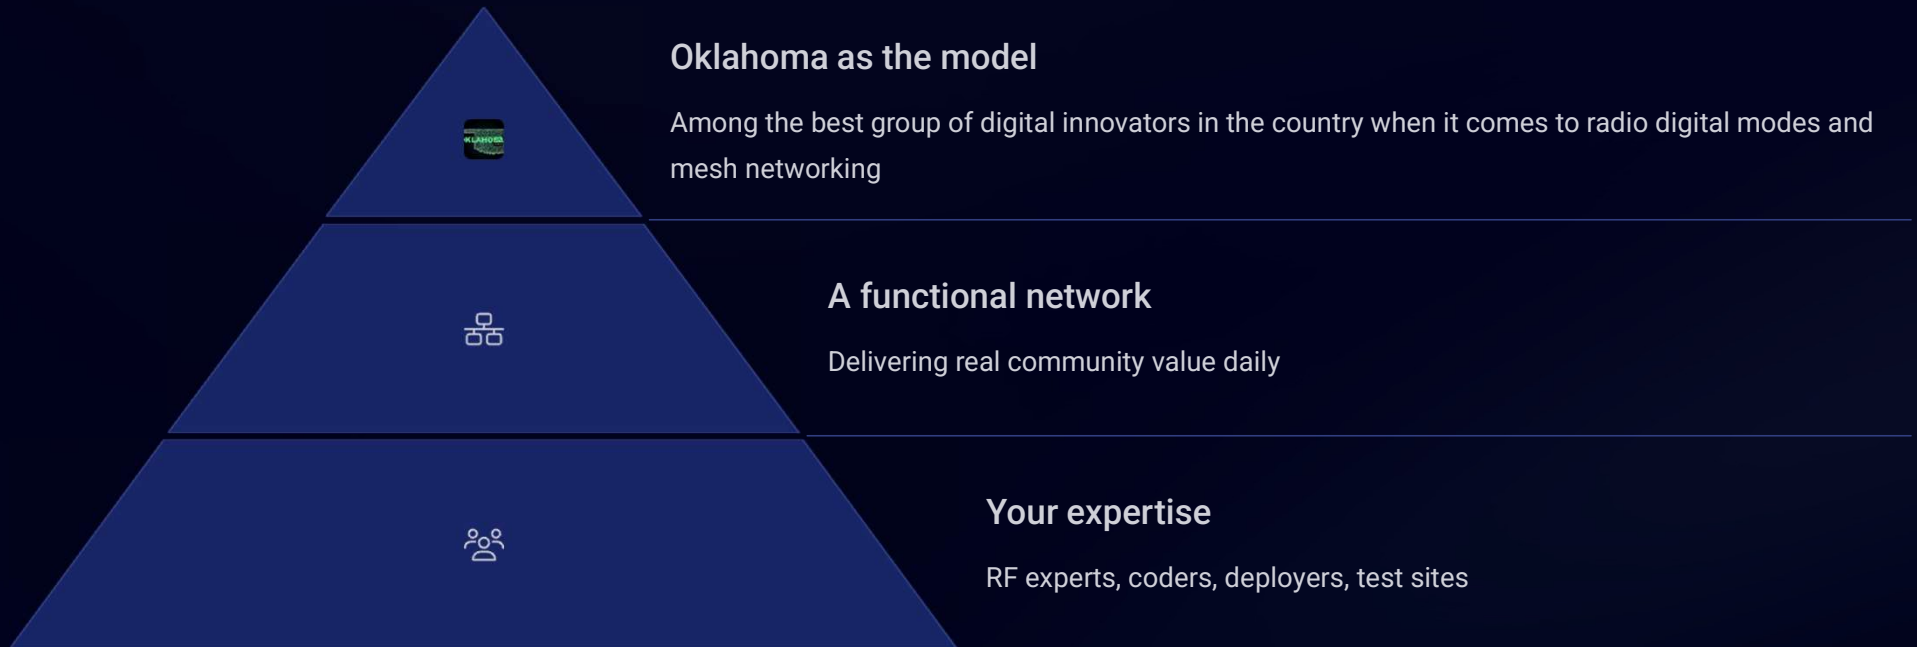 Oklahoma as the model
Among the best group of digital innovators in the country when it comes to radio digital modes and
mesh networking
A functional network
Delivering real community value daily
Your expertise
RF experts, coders, deployers, test sites